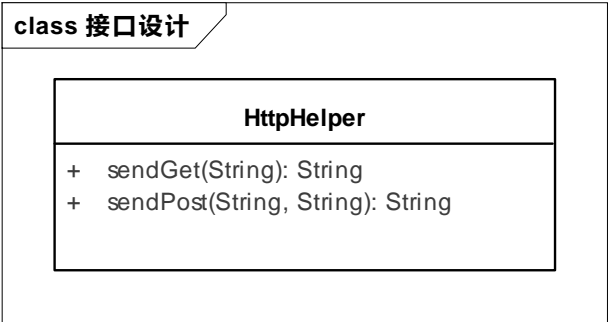 class 接口设计
HttpHelper
+ sendGet(String): String
+ sendPost(String, String): String